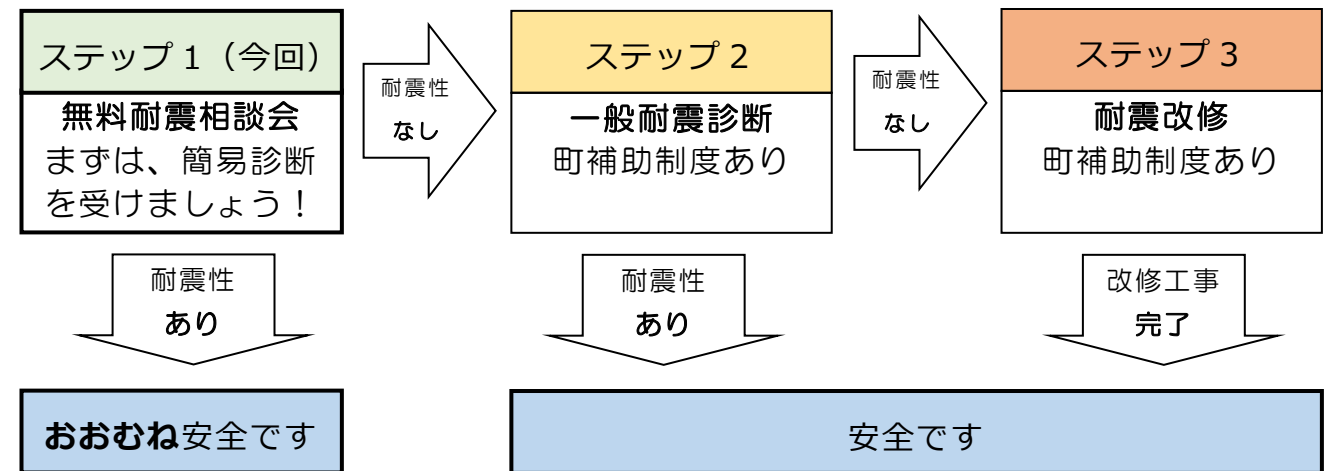 ステップ1（今回）
無料耐震相談会
まずは、簡易診断
を受けましょう！
耐震性
なし
ステップ2
一般耐震診断
町補助制度あり
耐震性
なし
ステップ3
耐震改修
町補助制度あり
耐震性
あり
耐震性
あり
改修工事
完了
おおむね安全です
安全です